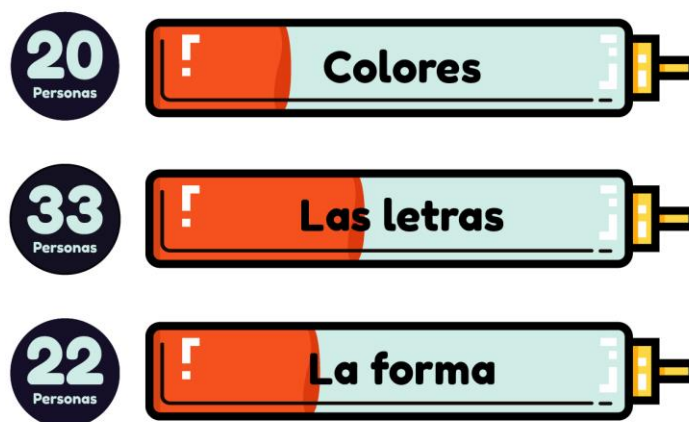 20
Personas
Colores
33
Personas
Las letras
22
Personas
La forma